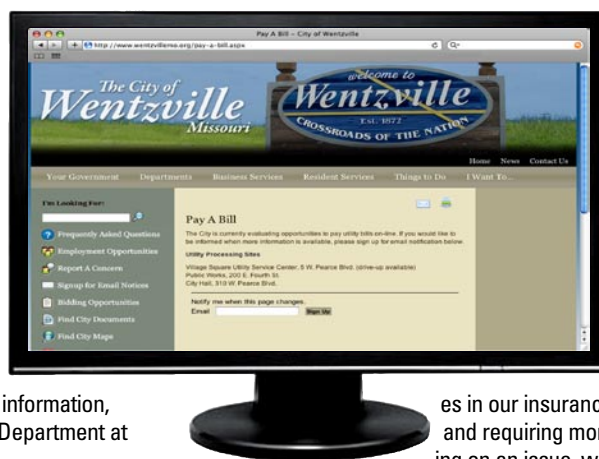 Pay A Bill – City of Wentzville
http://www.wentzvillemo.org/pay-a-bill.aspx
The City of
Wentzville
Missouri
welcome to
Wentzville
Est. 1872
CROSSROADS OF THE NATION
Home News Contact Us
Your Government Departments Business Services Resident Services Things to Do I Want To...
I'm Looking For:
Frequently Asked Questions
Employment Opportunities
Report A Concern
Signup for Email Notices
Bidding Opportunities
Find City Documents
Find City Maps
Pay A Bill
The City is currently evaluating opportunities to pay utility bills on-line. If you would like to
be informed when more information is available, please sign up for email notification below.
Utility Processing Sites
Village Square Utility Service Center, 5 W. Pearce Blvd. (drive-up available)
Public Works, 200 E. Fourth St.
City Hall, 310 W. Pearce Blvd.
Notify me when this page changes.
Email Sign Up
information,
Department at
es in our insuranc
and requiring mor